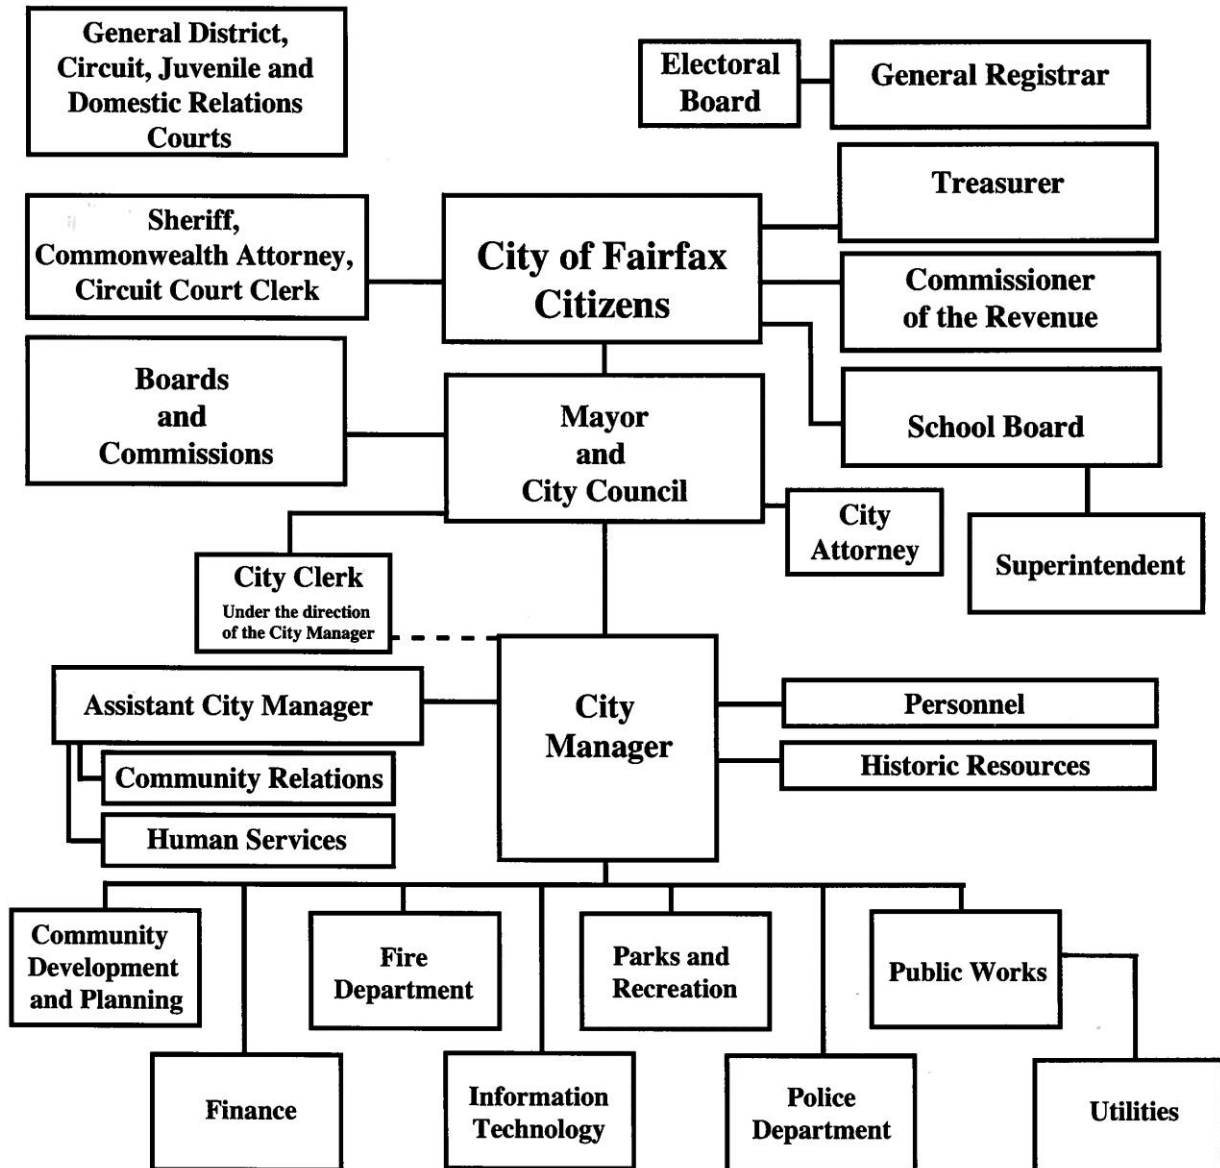 General District,
Circuit, Juvenile and
Domestic Relations
Courts
Electoral
Board
General Registrar
Treasurer
Sheriff,
Commonwealth Attorney,
Circuit Court Clerk
City of Fairfax
Citizens
Commissioner
of the Revenue
Boards
and
Commissions
Mayor
and
City Council
School Board
City
Attorney
Superintendent
City Clerk
Under the direction
of the City Manager
Assistant City Manager
City
Manager
Personnel
Community Relations
Historic Resources
Human Services
Community
Development
and Planning
Fire
Department
Parks and
Recreation
Public Works
Finance
Information
Technology
Police
Department
Utilities